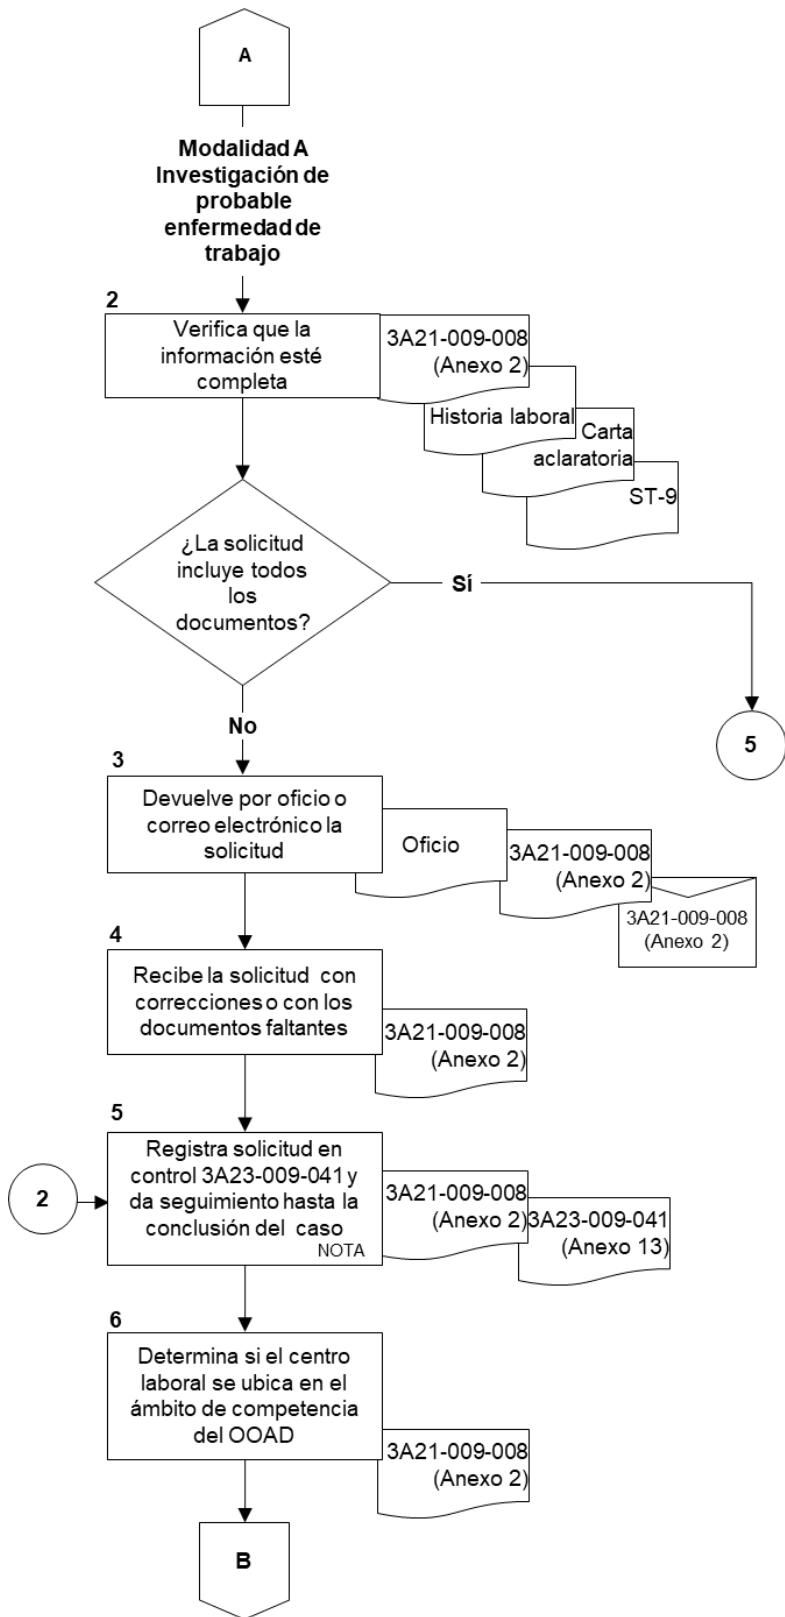 A
Modalidad A
Investigación de
probable
enfermedad de
trabajo
2
Verifica que la
información esté
completa
3A21-009-008
(Anexo 2)
Historia laboral
Carta
aclaratoria
ST-9
¿La solicitud
incluye todos
los
documentos?
Sí
5
No
3
Devuelve por oficio o
correo electrónico la
solicitud
Oficio
3A21-009-008
(Anexo 2)
3A21-009-008
(Anexo 2)
4
Recibe la solicitud con
correcciones o con los
documentos faltantes
3A21-009-008
(Anexo 2)
5
2
Registra solicitud en
control 3A23-009-041 y
da seguimiento hasta la
conclusión del caso
NOTA
3A21-009-008
(Anexo 2)
3A23-009-041
(Anexo 13)
6
Determina si el centro
laboral se ubica en el
ámbito de competencia
del OOAD
3A21-009-008
(Anexo 2)
B